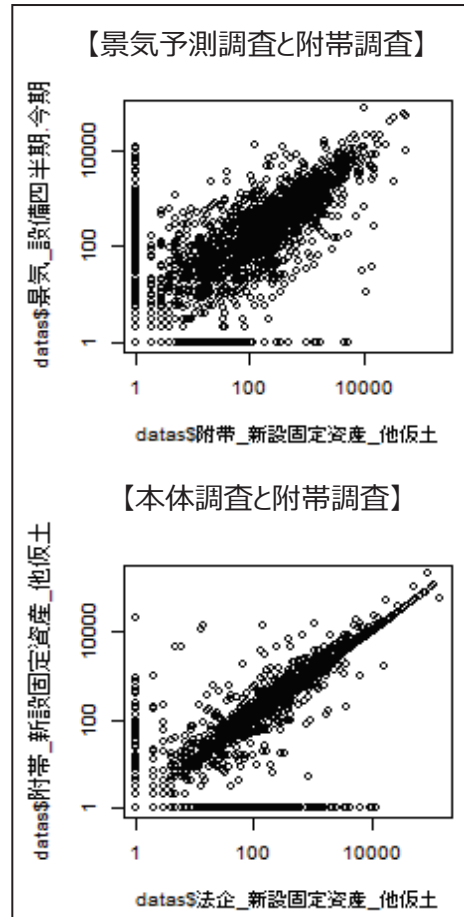 【景気予測調査と附帯調査】
datas$景気_設備四半期.今期
10000
100
1
1 100 10000
datas$附帯_新設固定資産_他仮土
【本体調査と附帯調査】
datas$附帯_新設固定資産_他仮土
10000
100
1
1 100 10000
datas$法企_新設固定資産_他仮土